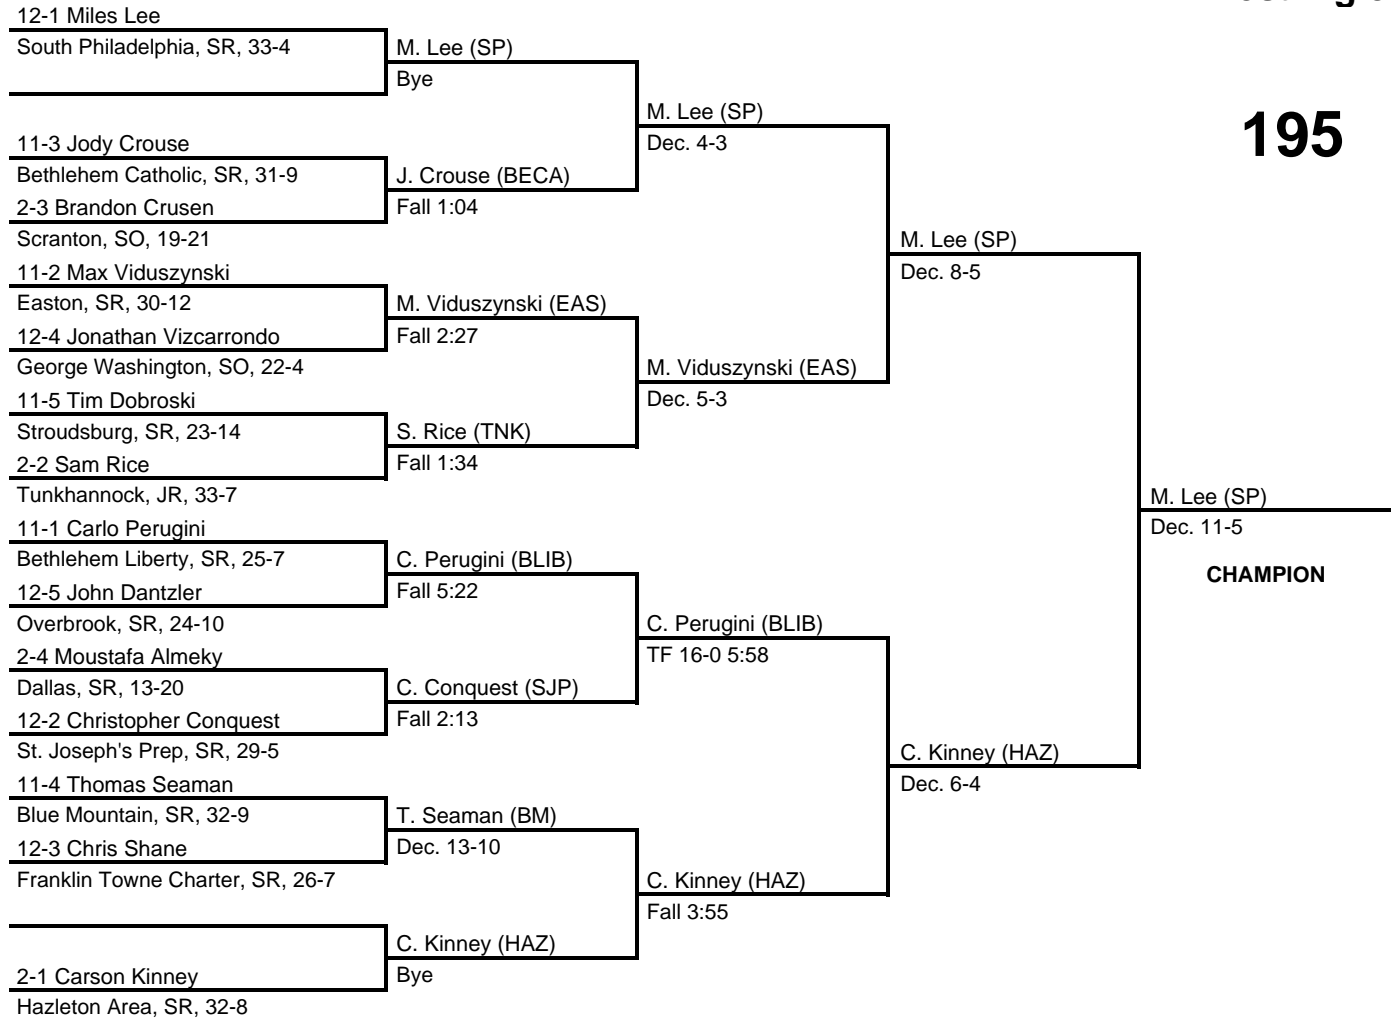 12-1 Miles Lee
South Philadelphia, SR, 33-4
M. Lee (SP)
Bye
M. Lee (SP)
Dec. 4-3
195
11-3 Jody Crouse
Bethlehem Catholic, SR, 31-9
J. Crouse (BECA)
2-3 Brandon Crusen
Fall 1:04
Scranton, SO, 19-21
M. Lee (SP)
11-2 Max Viduszynski
Dec. 8-5
Easton, SR, 30-12
M. Viduszynski (EAS)
12-4 Jonathan Vizcarrondo
Fall 2:27
George Washington, SO, 22-4
M. Viduszynski (EAS)
11-5 Tim Dobroski
Dec. 5-3
Stroudsburg, SR, 23-14
S. Rice (TNK)
2-2 Sam Rice
Fall 1:34
Tunkhannock, JR, 33-7
M. Lee (SP)
11-1 Carlo Perugini
Dec. 11-5
Bethlehem Liberty, SR, 25-7
C. Perugini (BLIB)
CHAMPION
12-5 John Dantzler
Fall 5:22
Overbrook, SR, 24-10
C. Perugini (BLIB)
2-4 Moustafa Almeky
TF 16-0 5:58
Dallas, SR, 13-20
C. Conquest (SJP)
12-2 Christopher Conquest
Fall 2:13
St. Joseph's Prep, SR, 29-5
C. Kinney (HAZ)
11-4 Thomas Seaman
Dec. 6-4
Blue Mountain, SR, 32-9
T. Seaman (BM)
12-3 Chris Shane
Dec. 13-10
Franklin Towne Charter, SR, 26-7
C. Kinney (HAZ)
Fall 3:55
C. Kinney (HAZ)
2-1 Carson Kinney
Bye
Hazleton Area, SR, 32-8